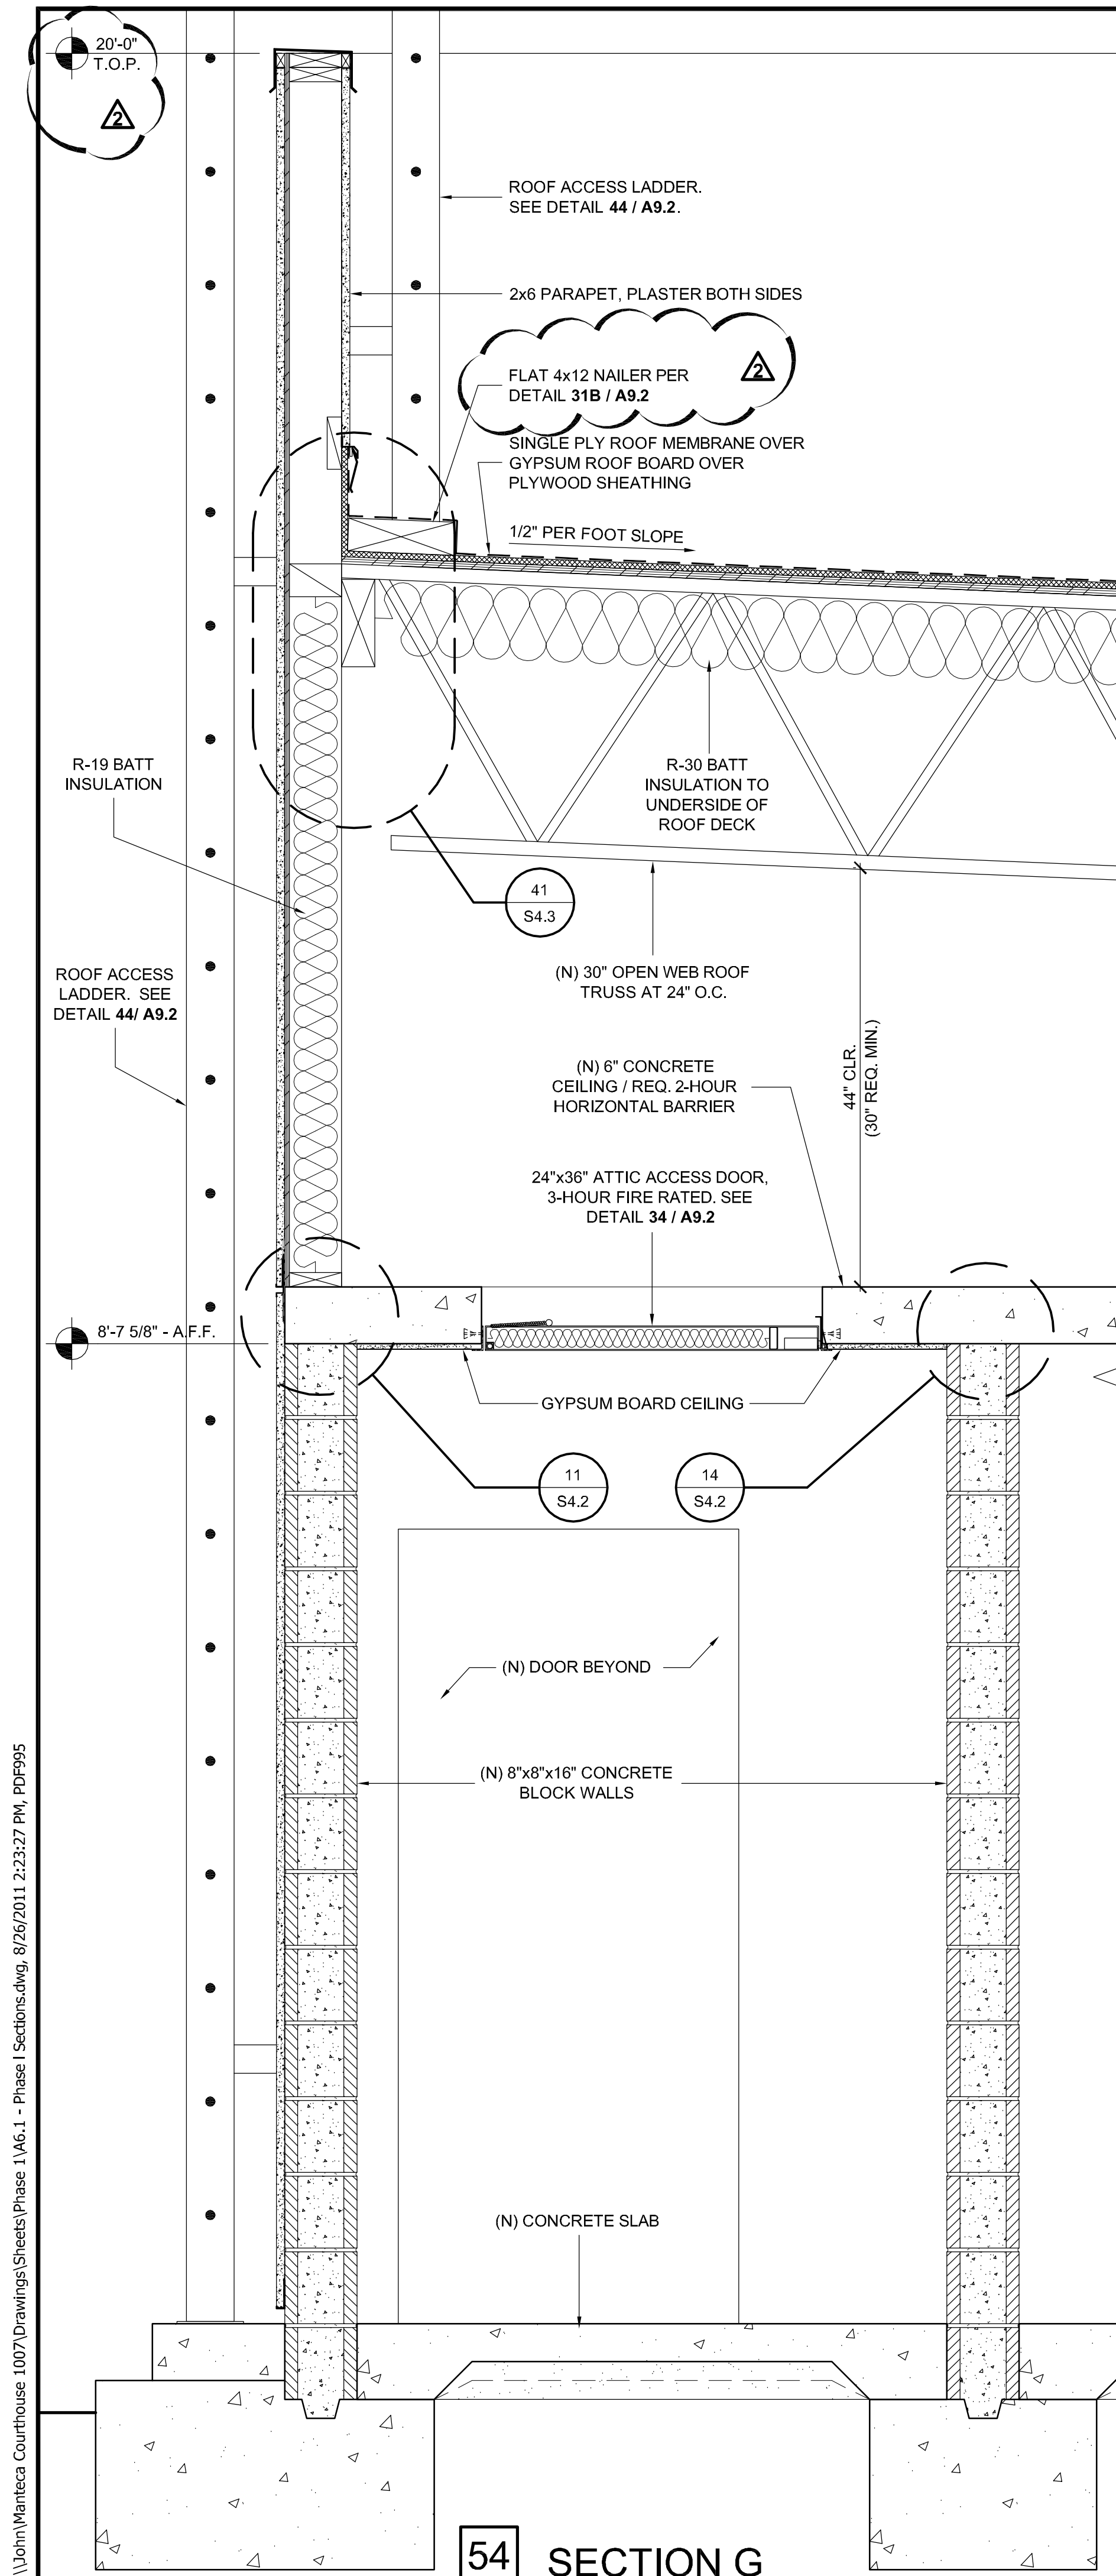 20'-0"
T.O.P.
2
ROOF ACCESS LADDER.
SEE DETAIL 44 / A9.2.
2x6 PARAPET, PLASTER BOTH SIDES
FLAT 4x12 NAILER PER
DETAIL 31B / A9.2
2
SINGLE PLY ROOF MEMBRANE OVER
GYPSUM ROOF BOARD OVER
PLYWOOD SHEATHING
1/2" PER FOOT SLOPE
R-19 BATT
INSULATION
R-30 BATT
INSULATION TO
UNDERSIDE OF
ROOF DECK
41
S4.3
ROOF ACCESS
LADDER. SEE
DETAIL 44/ A9.2
(N) 30" OPEN WEB ROOF
TRUSS AT 24" O.C.
(N) 6" CONCRETE
CEILING / REQ. 2-HOUR
HORIZONTAL BARRIER
44" CLR.
(30" REQ. MIN.)
24"x36" ATTIC ACCESS DOOR,
3-HOUR FIRE RATED. SEE
DETAIL 34 / A9.2
8'-7 5/8" - A.F.F.
GYPSUM BOARD CEILING
11
S4.2
14
S4.2
(N) DOOR BEYOND
(N) 8"x8"x16" CONCRETE
BLOCK WALLS
(N) CONCRETE SLAB
54
SECTION G
\\John\Manteca Courthouse 1007\Drawings\Sheets\Phase 1\A6.1 - Phase I Sections.dwg, 8/26/2011 2:23:27 PM, PDF995